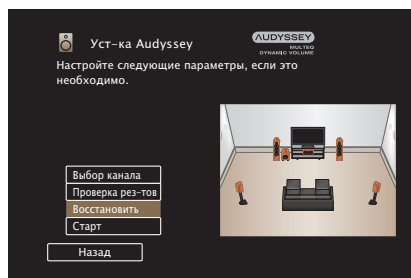 Уст-ка Audyssey
AUDYSSEY
MULTEQ
DYNAMIC VOLUME
Настройте следующие параметры, если это
необходимо.
Выбор канала
Проверка рез-тов
Восстановить
Старт
Назад